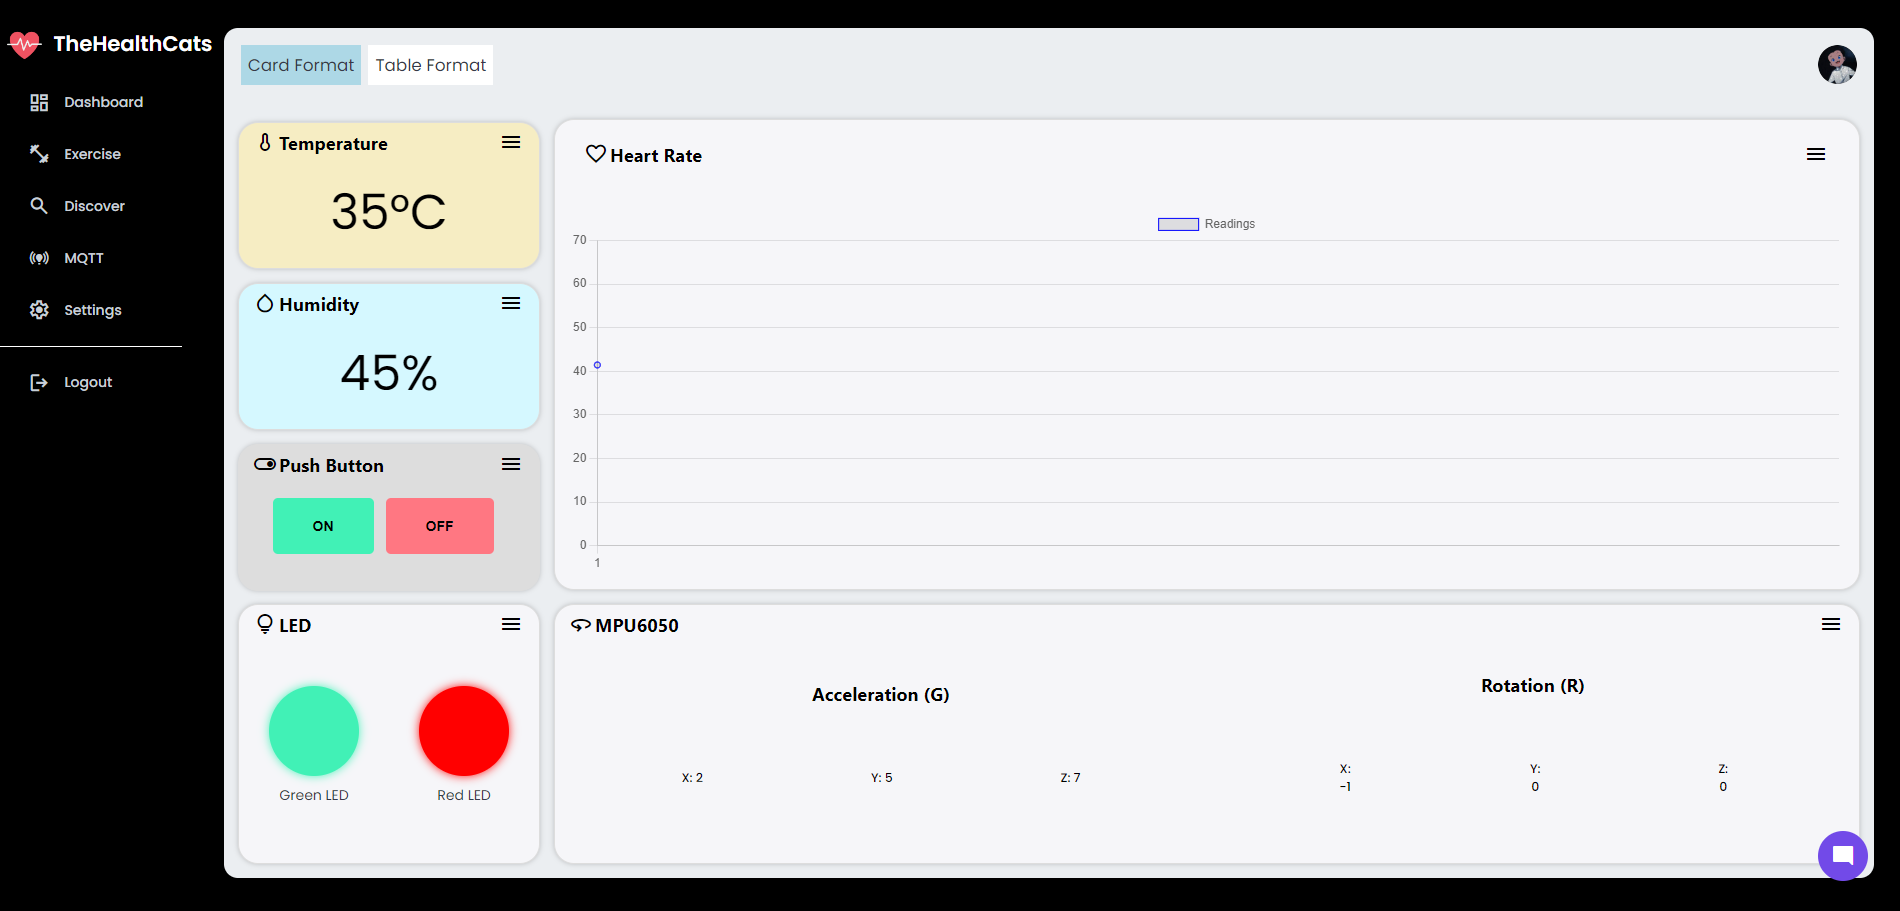 TheHealthCats
Dashboard
Exercise
Discover
MQTT
Settings
Logout
Card Format
Table Format
Temperature
35°C
Humidity
45%
Push Button
ON
OFF
LED
Green LED
Red LED
Heart Rate
Readings
70
60
50
40
30
20
10
0
1
MPU6050
Acceleration (G)
X: 2
Y: 5
Z: 7
Rotation (R)
X:
-1
Y:
0
Z:
0